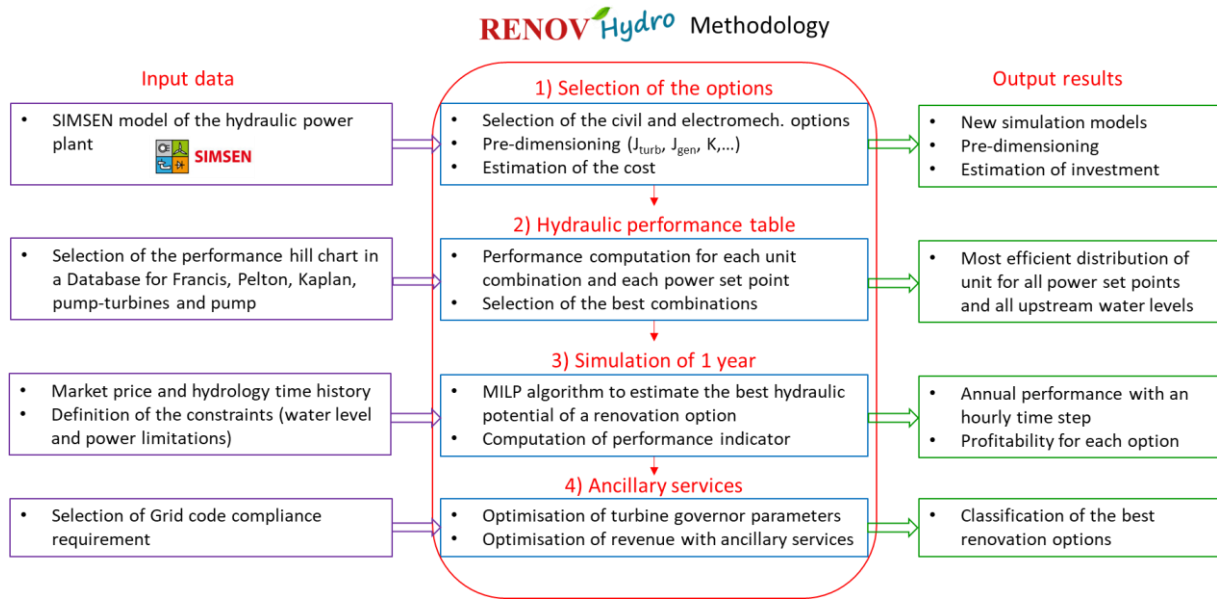 RENOV Hydro Methodology
Input data
Output results
1) Selection of the options
• SIMSEN model of the hydraulic power
plant
SIMSEN
• Selection of the civil and electromech. options
• Pre-dimensioning (Jturb, Jgen, K,...)
• Estimation of the cost
• New simulation models
• Pre-dimensioning
• Estimation of investment
2) Hydraulic performance table
• Selection of the performance hill chart in
a Database for Francis, Pelton, Kaplan,
pump-turbines and pump
• Performance computation for each unit
combination and each power set point
• Selection of the best combinations
• Most efficient distribution of
unit for all power set points
and all upstream water levels
3) Simulation of 1 year
• Market price and hydrology time history
• Definition of the constraints (water level
and power limitations)
• MILP algorithm to estimate the best hydraulic
potential of a renovation option
• Computation of performance indicator
• Annual performance with an
hourly time step
• Profitability for each option
4) Ancillary services
• Selection of Grid code compliance
requirement
• Optimisation of turbine governor parameters
• Optimisation of revenue with ancillary services
• Classification of the best
renovation options